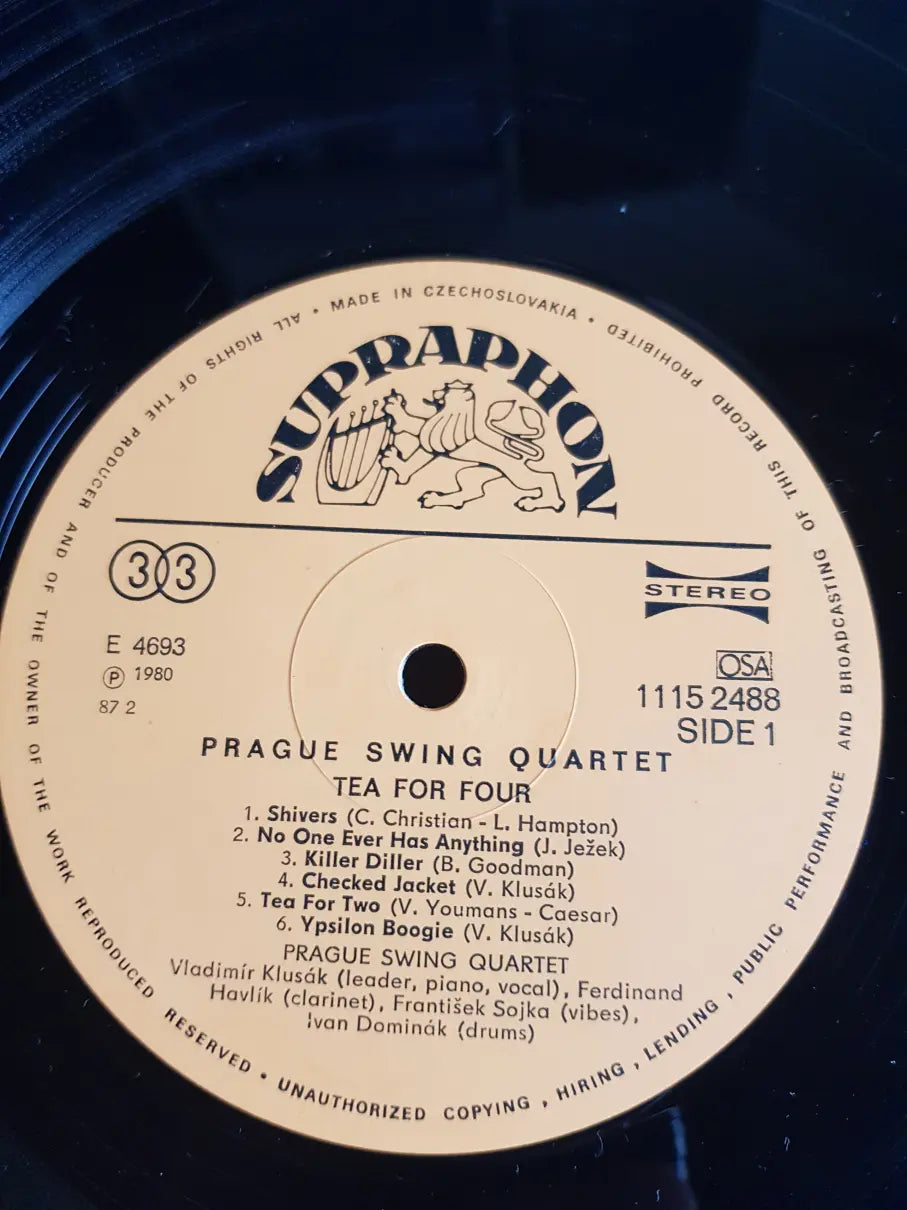 ALL RIGHTS OF THE PRODUCER AND OF THE OWNER OF THE WORK REPRODUCED RESERVED • UNAUTHORIZED COPYING, HIRING, LENDING, PUBLIC PERFORMANCE AND BROADCASTING OF THIS RECORD PROHIBITED • MADE IN CZECHOSLOVAKIA •
SUPRAPHON
33
STEREO
E 4693
℗ 1980
87 2
OSA
1115 2488
SIDE 1
PRAGUE SWING QUARTET
TEA FOR FOUR
1. Shivers (C. Christian - L. Hampton)
2. No One Ever Has Anything (J. Ježek)
3. Killer Diller (B. Goodman)
4. Checked Jacket (V. Klusák)
5. Tea For Two (V. Youmans - Caesar)
6. Ypsilon Boogie (V. Klusák)
PRAGUE SWING QUARTET
Vladimír Klusák (leader, piano, vocal), Ferdinand
Havlík (clarinet), František Sojka (vibes),
Ivan Dominák (drums)